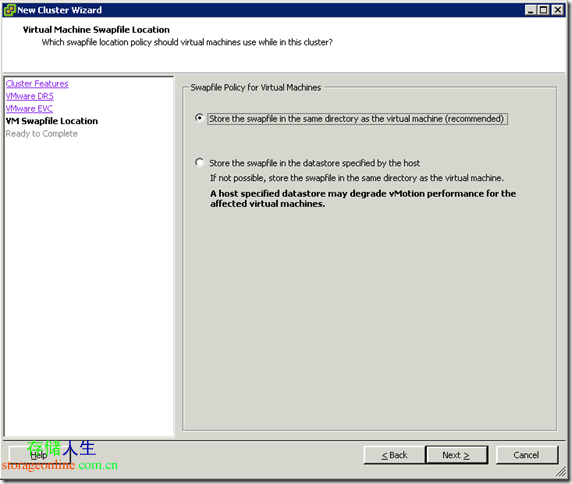 New Cluster Wizard
Virtual Machine Swapfile Location
Which swapfile location policy should virtual machines use while in this cluster?
Cluster Features
VMware DRS
VMware EVC
VM Swapfile Location
Ready to Complete
Swapfile Policy for Virtual Machines
Store the swapfile in the same directory as the virtual machine (recommended)
Store the swapfile in the datastore specified by the host
If not possible, store the swapfile in the same directory as the virtual machine.
A host specified datastore may degrade vMotion performance for the
affected virtual machines.
Help
< Back
Next >
Cancel
存储人生
storageonline.com.cn